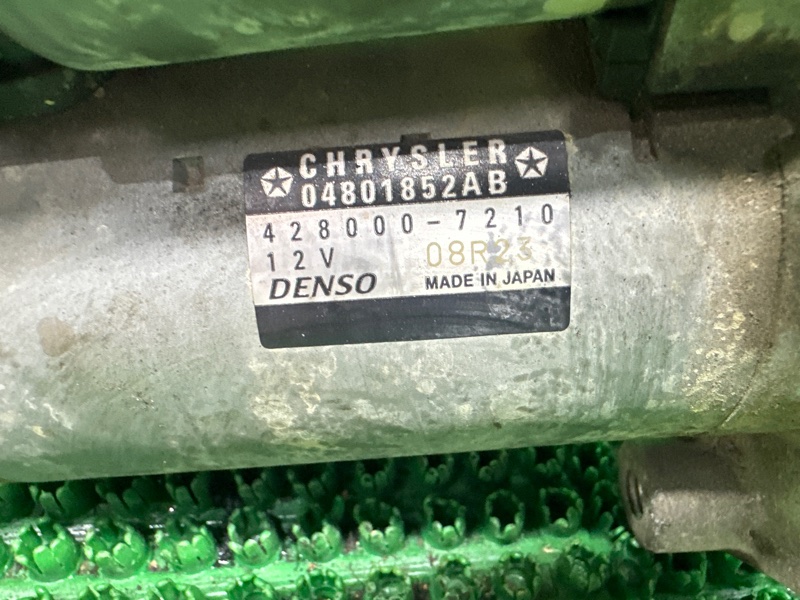 CHRYSLER
04801852AB
428000-7210
12V 08R23
DENSO MADE IN JAPAN